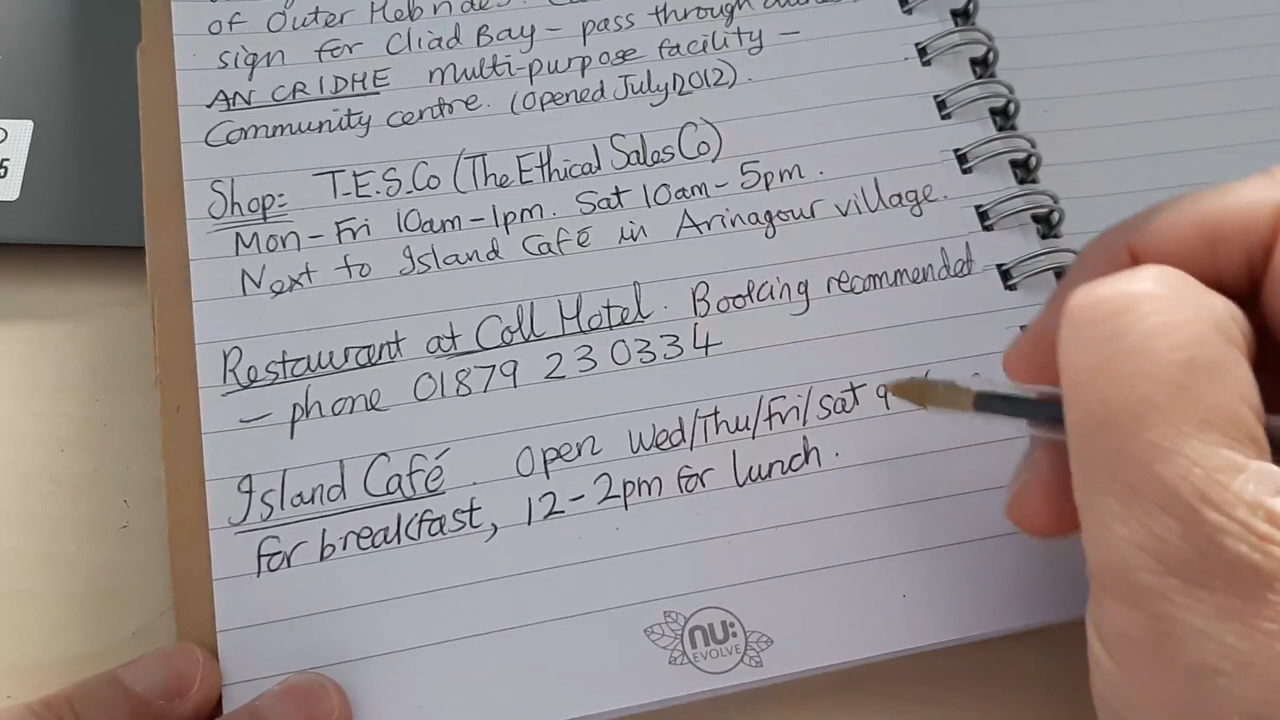 of Outer Hebrides.
sign for Cliad Bay - pass through
AN CRIDHE multi-purpose facility -
Community centre. (Opened July 2012).
Shop: T.E.S.Co (The Ethical Sales Co)
Mon-Fri 10am-1pm. Sat 10am-5pm.
Next to Island Café in Arinagour village.
Restaurant at Coll Hotel. Booking recommended
- phone 01879 230334
Island Café. Open Wed/Thu/Fri/Sat 9
for breakfast, 12-2pm for lunch.
nu:
EVOLVE
5